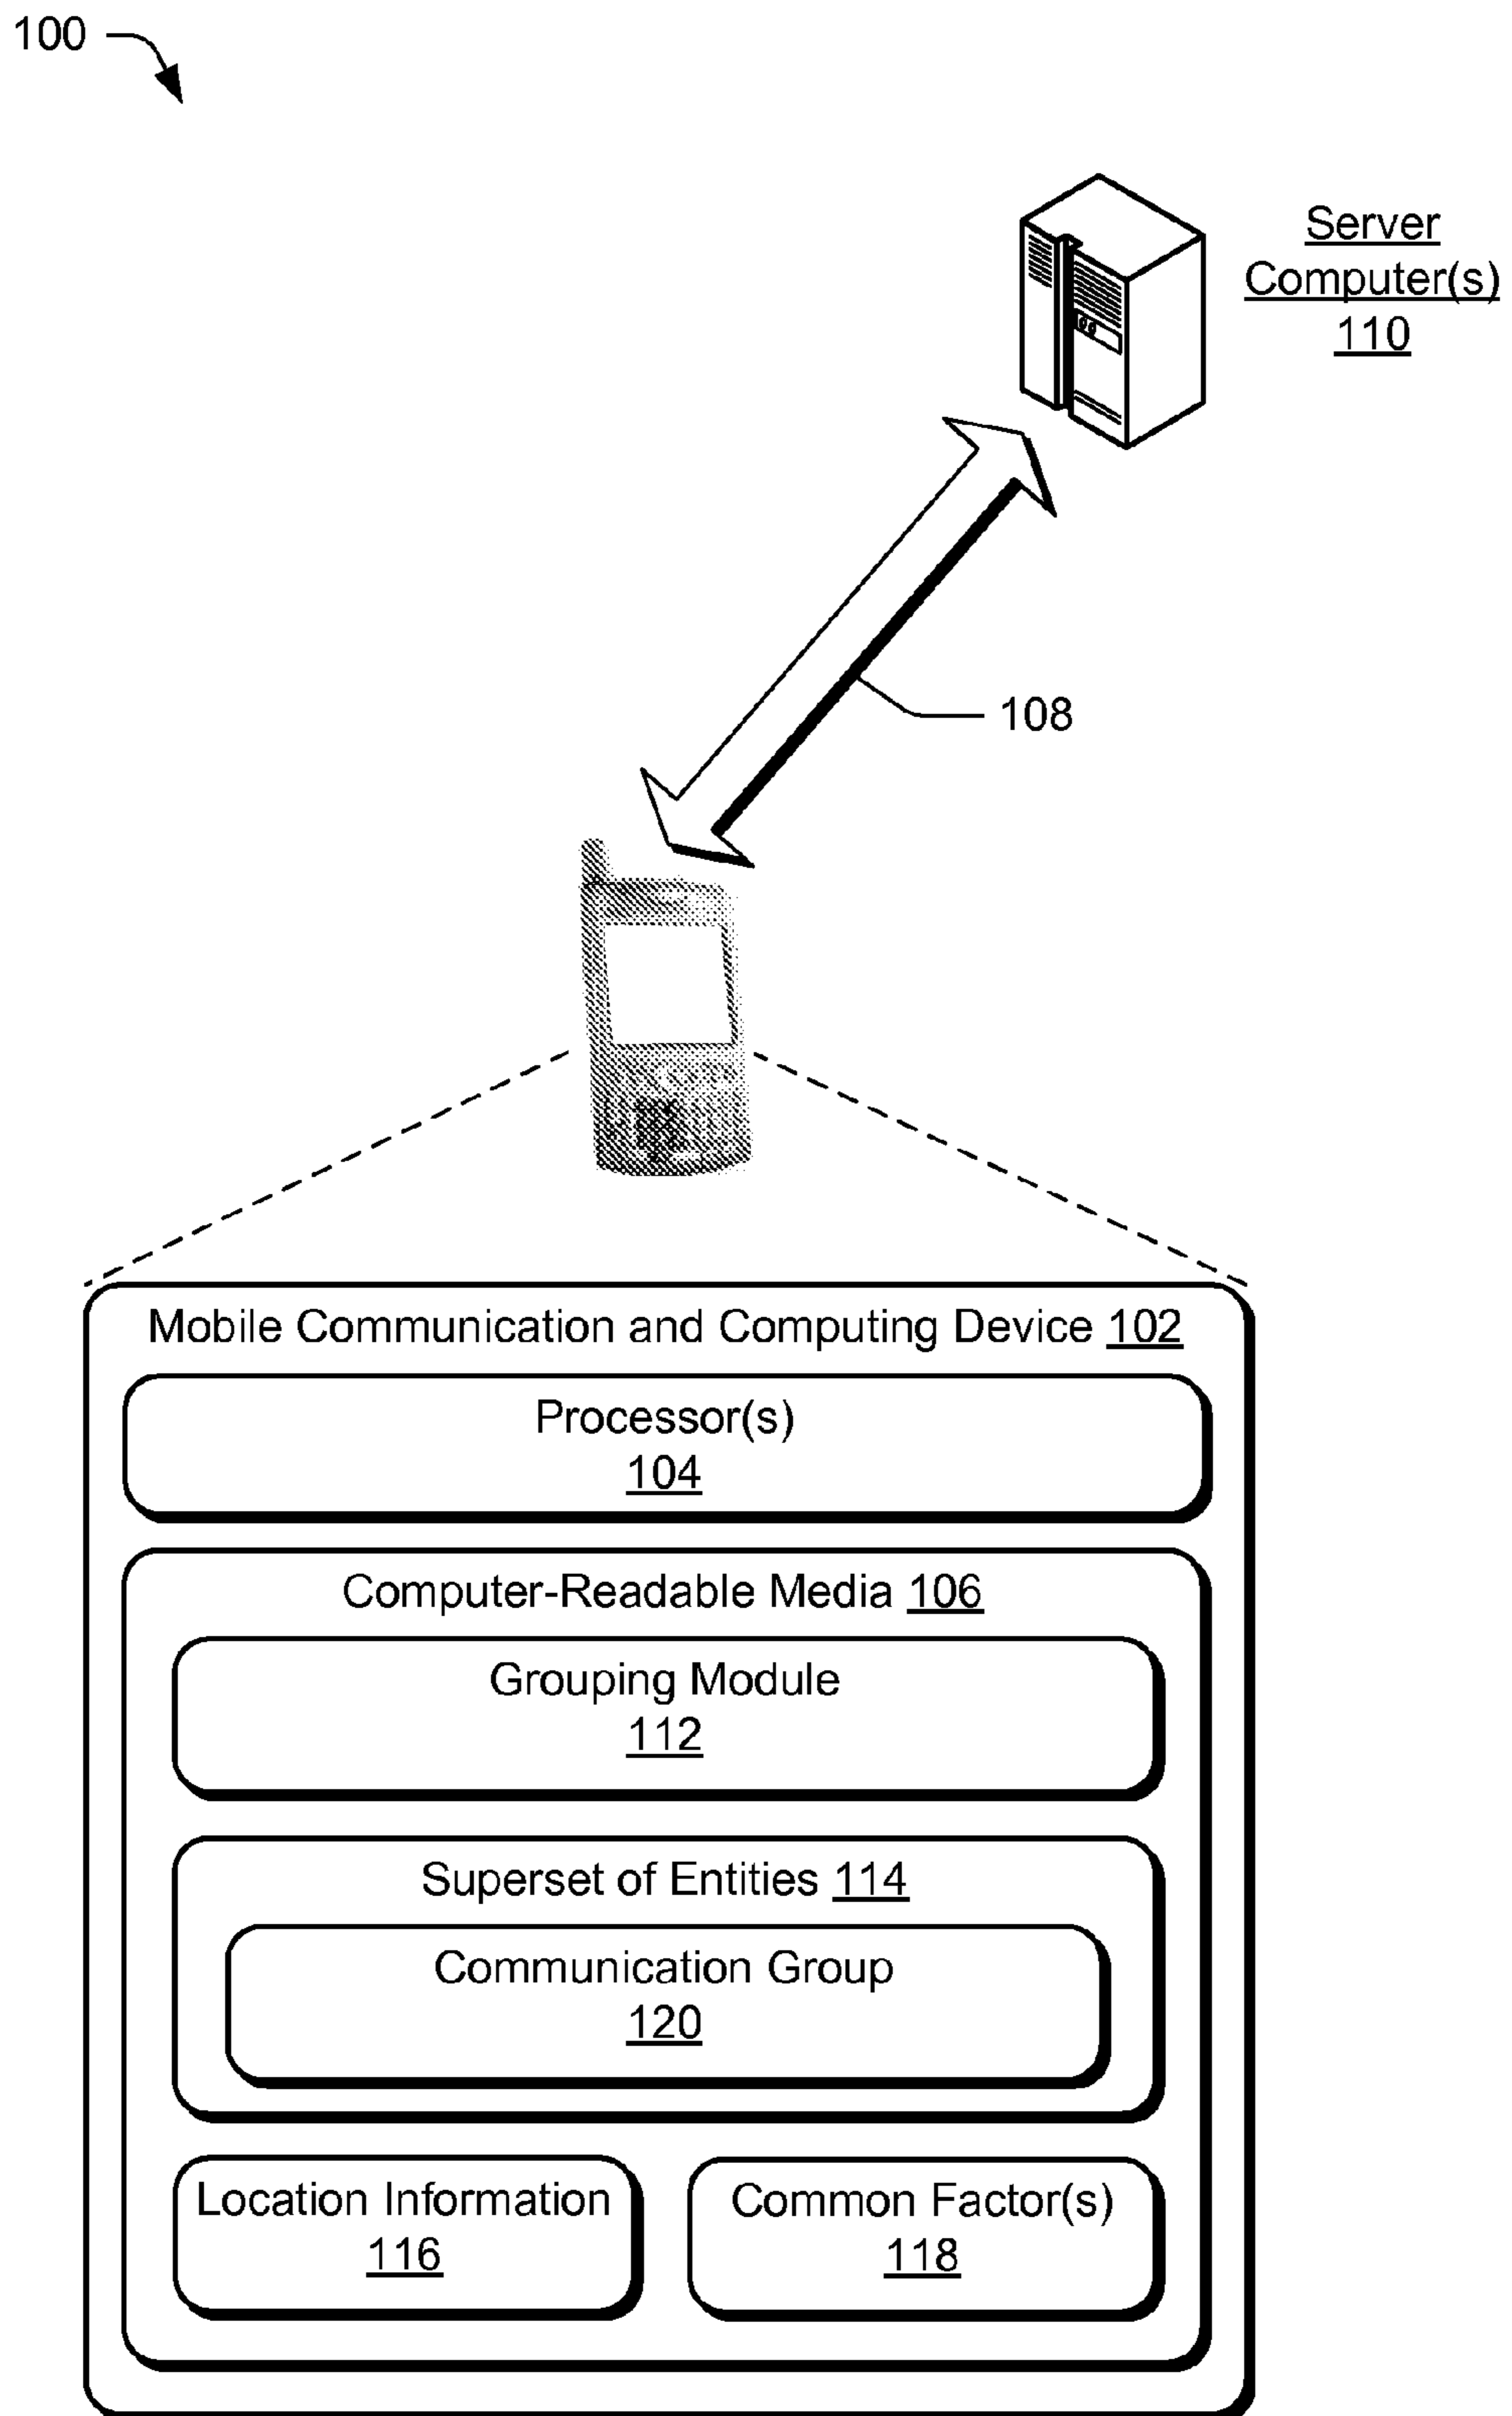 100
Server
Computer(s)
110
108
Mobile Communication and Computing Device 102
Processor(s)
104
Computer-Readable Media 106
Grouping Module
112
Superset of Entities 114
Communication Group
120
Location Information
116
Common Factor(s)
118